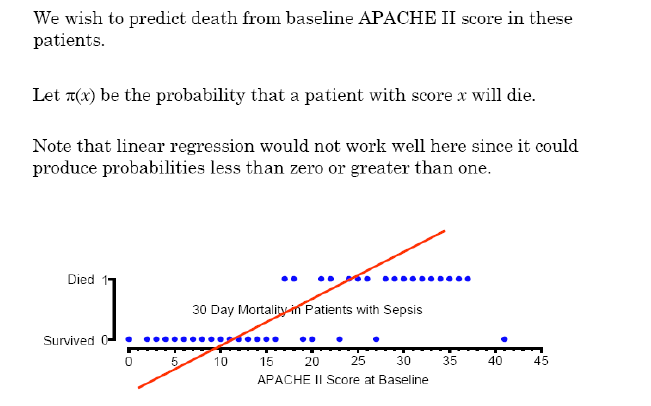 We wish to predict death from baseline APACHE II score in these
patients.
Let π(x) be the probability that a patient with score x will die.
Note that linear regression would not work well here since it could
produce probabilities less than zero or greater than one.
Died 1
30 Day Mortality in Patients with Sepsis
Survived 0
0 5 10 15 20 25 30 35 40 45
APACHE II Score at Baseline